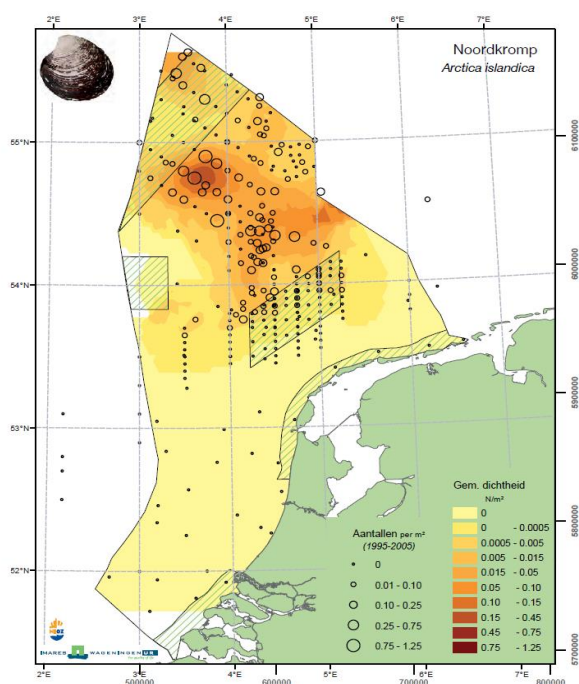 2°E 3°E 4°E 5°E 6°E 7°E
Noordkromp
Arctica islandica
55°N
54°N
53°N
52°N
6100000
6000000
5900000
5800000
5700000
Gem. dichtheid
N/m²
0
0 - 0.0005
0.0005 - 0.005
0.005 - 0.015
0.015 - 0.05
0.05 - 0.10
0.10 - 0.15
0.15 - 0.45
0.45 - 0.75
0.75 - 1.25
Aantallen per m²
(1995-2005)
0
0.01 - 0.10
0.10 - 0.25
0.25 - 0.75
0.75 - 1.25
IMARES WAGENINGEN UR
2°E 3°E 4°E 5°E 6°E 7°E
500000 600000 700000 800000